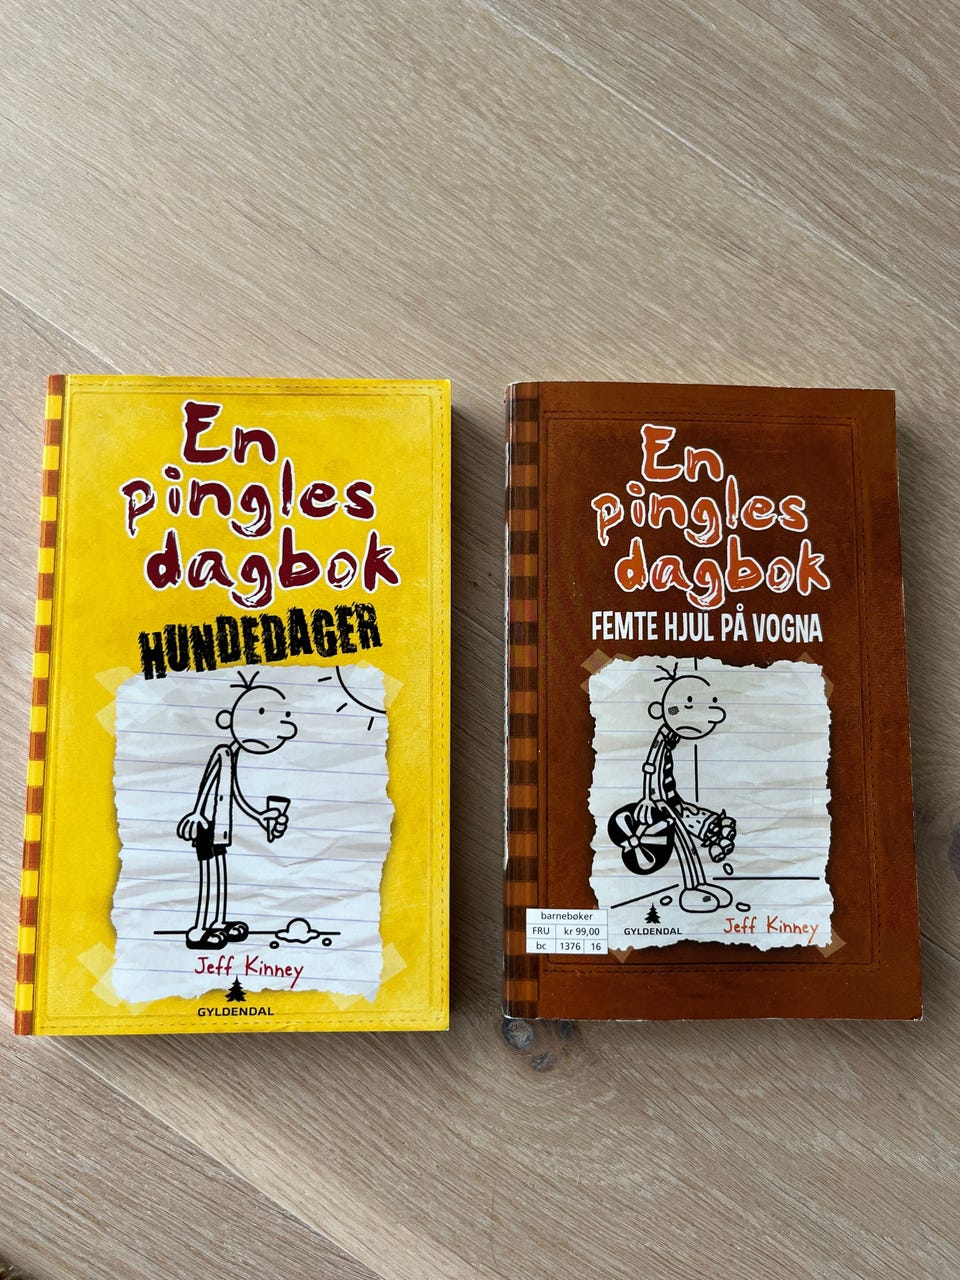 En
pingles
dagbok
HUNDEDAGER
Jeff Kinney
GYLDENDAL
En
pingles
dagbok
FEMTE HJUL PÅ VOGNA
barnebøker
FRU kr 99,00
bc 1376 16
GYLDENDAL
Jeff Kinney